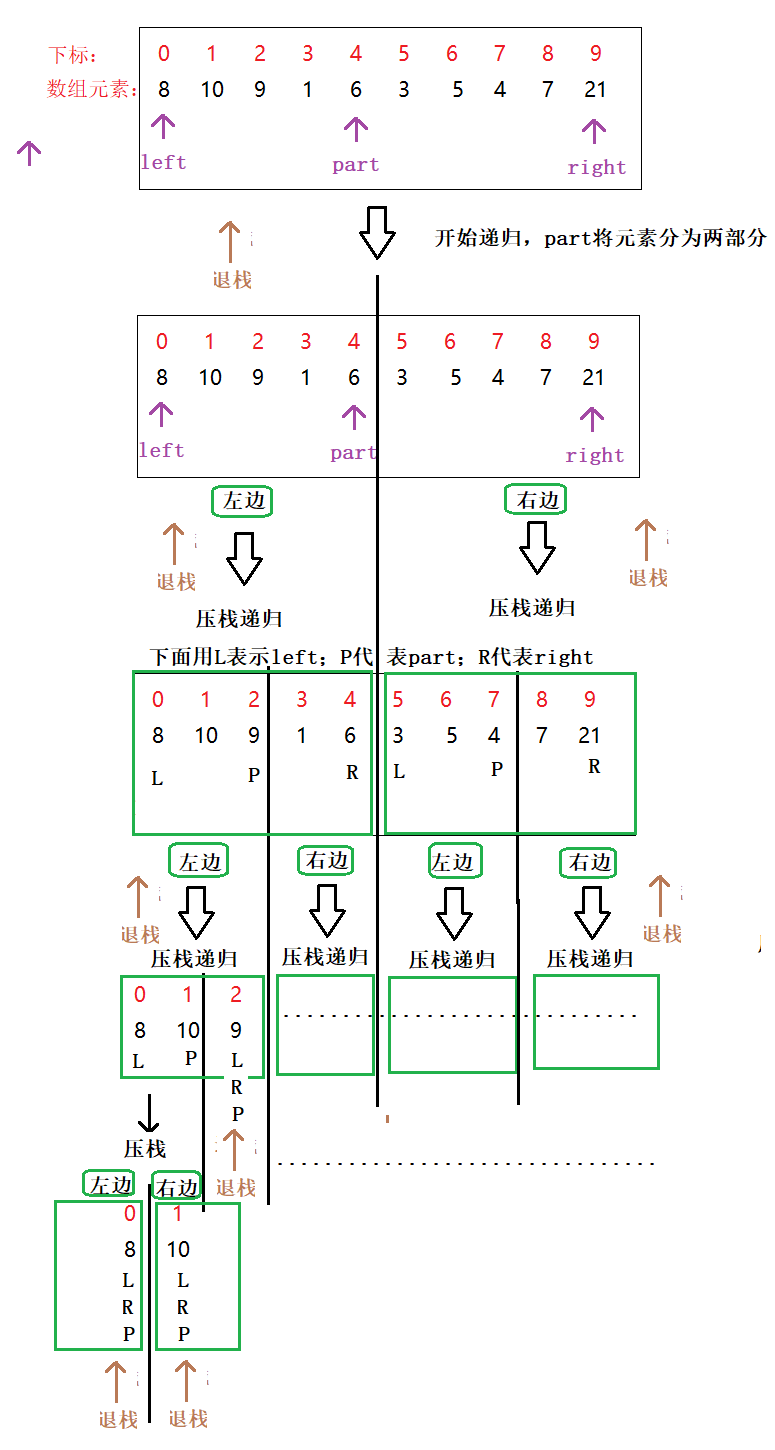 下标： 0 1 2 3 4 5 6 7 8 9
数组元素： 8 10 9 1 6 3 5 4 7 21
left part right
开始递归，part将元素分为两部分
退栈
0 1 2 3 4 5 6 7 8 9
8 10 9 1 6 3 5 4 7 21
left part right
左边 右边
退栈 退栈
压栈递归 压栈递归
下面用L表示left；P代 表part；R代表right
0 1 2 3 4 5 6 7 8 9
8 10 9 1 6 3 5 4 7 21
L P R L P R
左边 右边 左边 右边
退栈 退栈
压栈递归 压栈递归 压栈递归 压栈递归
0 1 2
8 10 9
L P L
R
P
压栈
退栈
左边 右边
0 1
8 10
L L
R R
P P
退栈 退栈